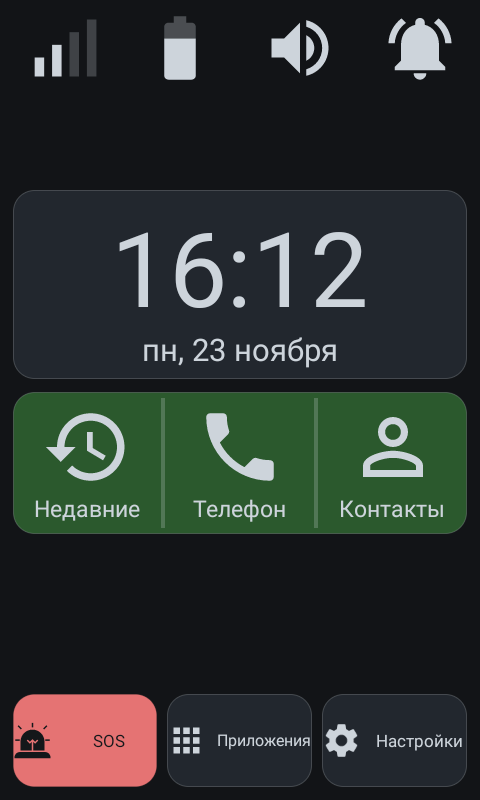 16:12
пн, 23 ноября
Недавние
Телефон
Контакты
SOS
Приложения
Настройки